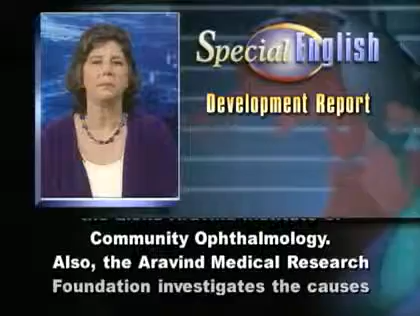 Special English
Development Report
Community Ophthalmology.
Also, the Aravind Medical Research
Foundation investigates the causes